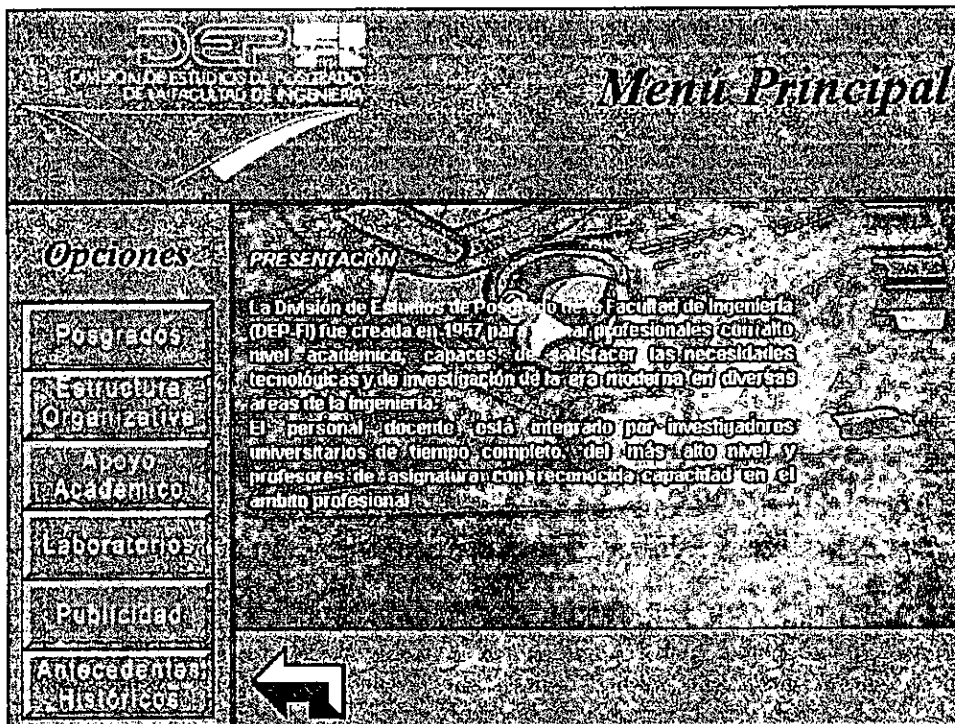 DEPFI
DIVISIÓN DE ESTUDIOS DE POSGRADO
DE LA FACULTAD DE INGENIERÍA
Menú Principal
Opciones
Posgrados
Estructura
Organizativa
Apoyo
Académico
Laboratorios
Publicidad
Antecedentes
Históricos
PRESENTACIÓN
La División de Estudios de Posgrado de la Facultad de Ingeniería
(DEP-FI) fue creada en 1957 para profesionales con alto
nivel académico, capaces de satisfacer las necesidades
tecnológicas y de investigación de la era moderna en diversas
áreas de la Ingeniería.
El personal docente está integrado por investigadores
universitarios de tiempo completo, del más alto nivel y
profesores de asignatura con reconocida capacidad en el
ámbito profesional